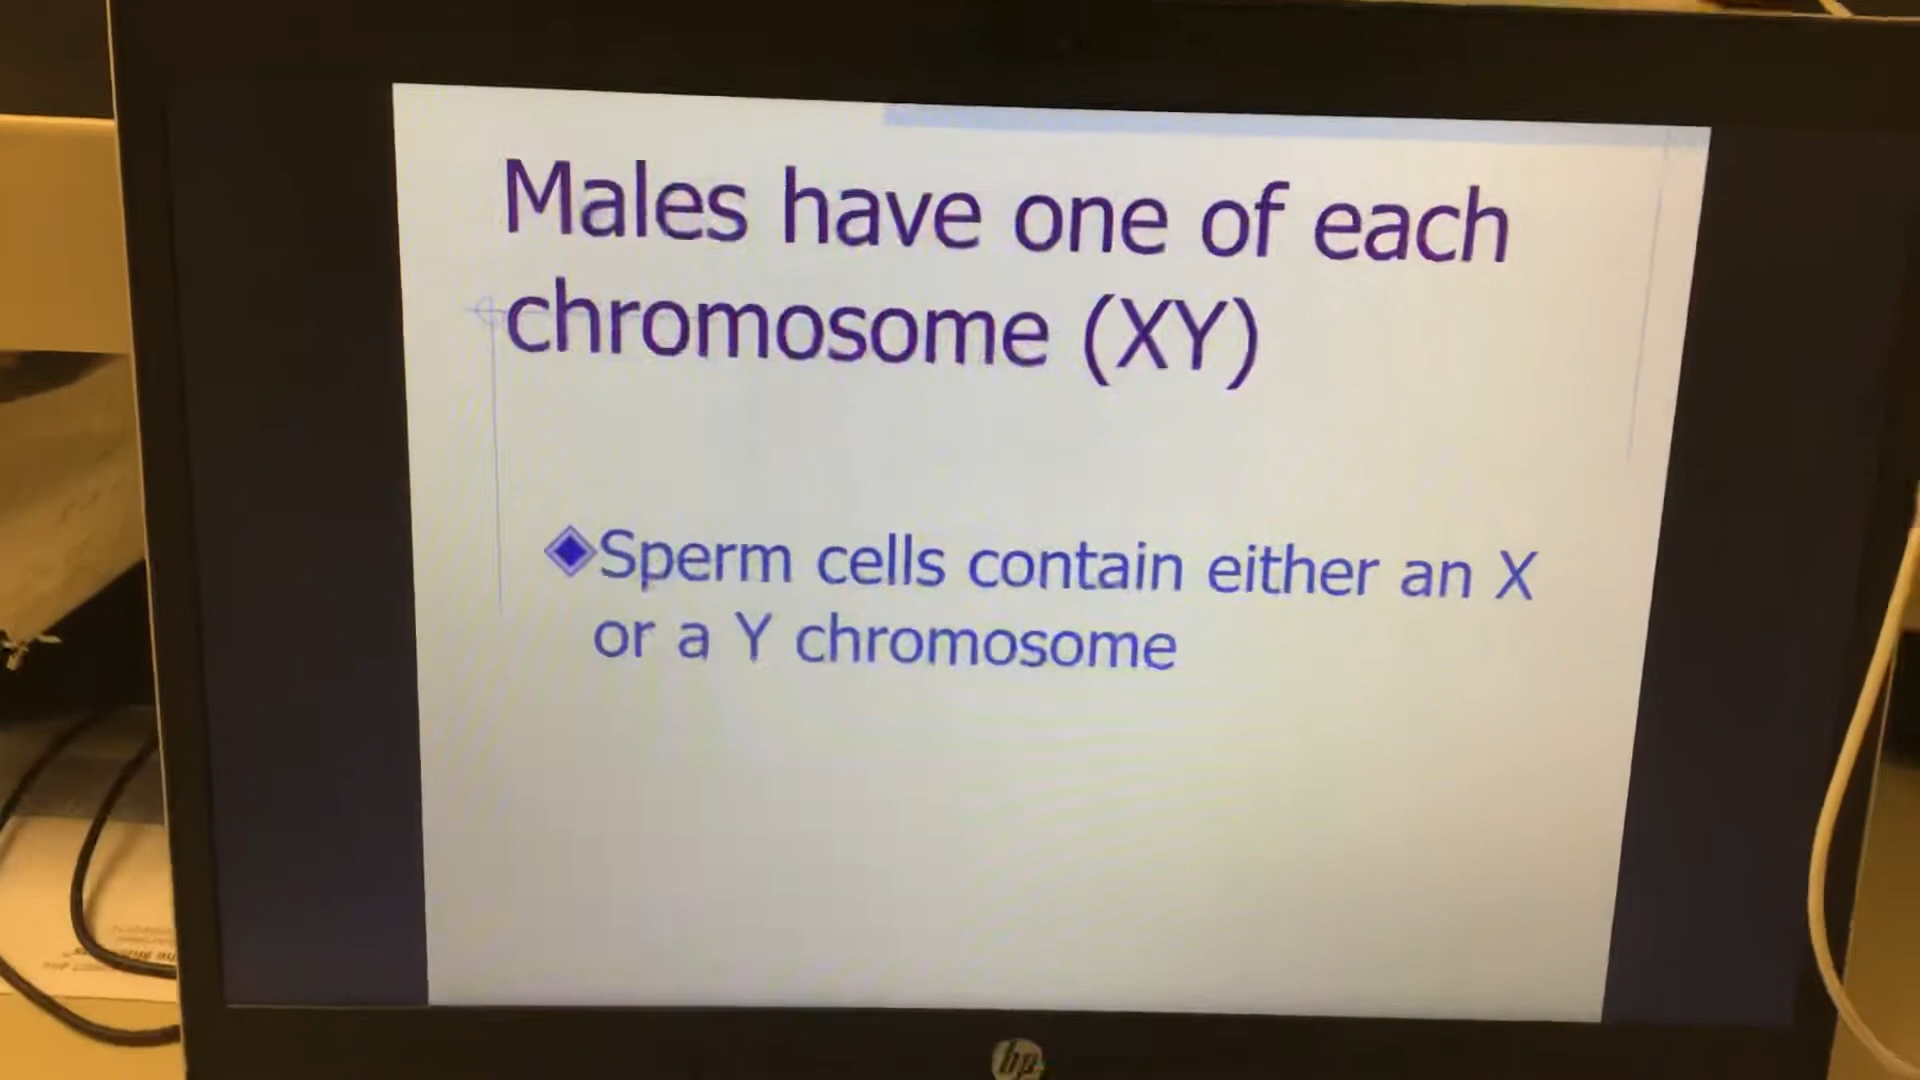 Males have one of each
chromosome (XY)
Sperm cells contain either an X
or a Y chromosome
hp